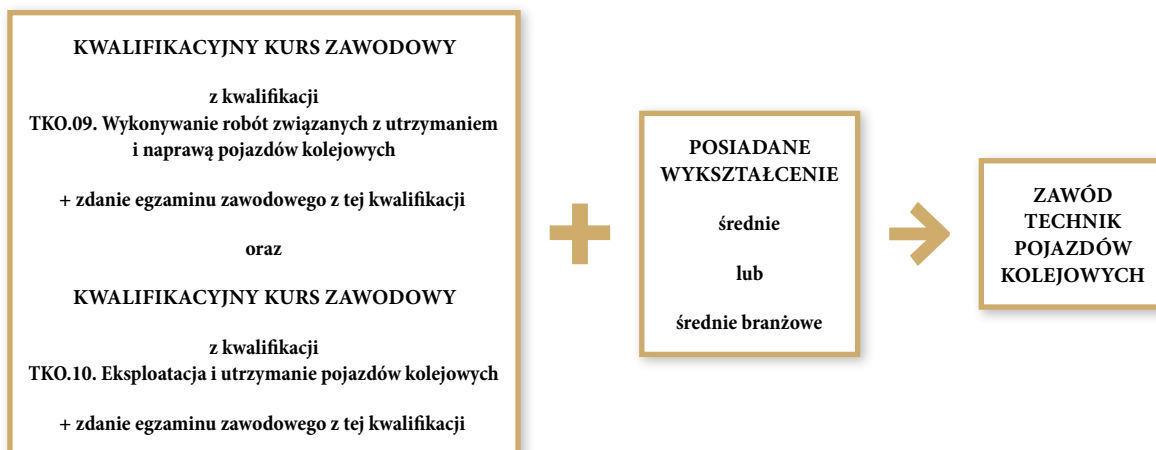 KWALIFIKACYJNY KURS ZAWODOWY
z kwalifikacji
TKO.09. Wykonywanie robót związanych z utrzymaniem
i naprawą pojazdów kolejowych
+ zdanie egzaminu zawodowego z tej kwalifikacji
oraz
KWALIFIKACYJNY KURS ZAWODOWY
z kwalifikacji
TKO.10. Eksploatacja i utrzymanie pojazdów kolejowych
+ zdanie egzaminu zawodowego z tej kwalifikacji
POSIADANE
WYKSZTAŁCENIE
średnie
lub
średnie branżowe
ZAWÓD
TECHNIK
POJAZDÓW
KOLEJOWYCH